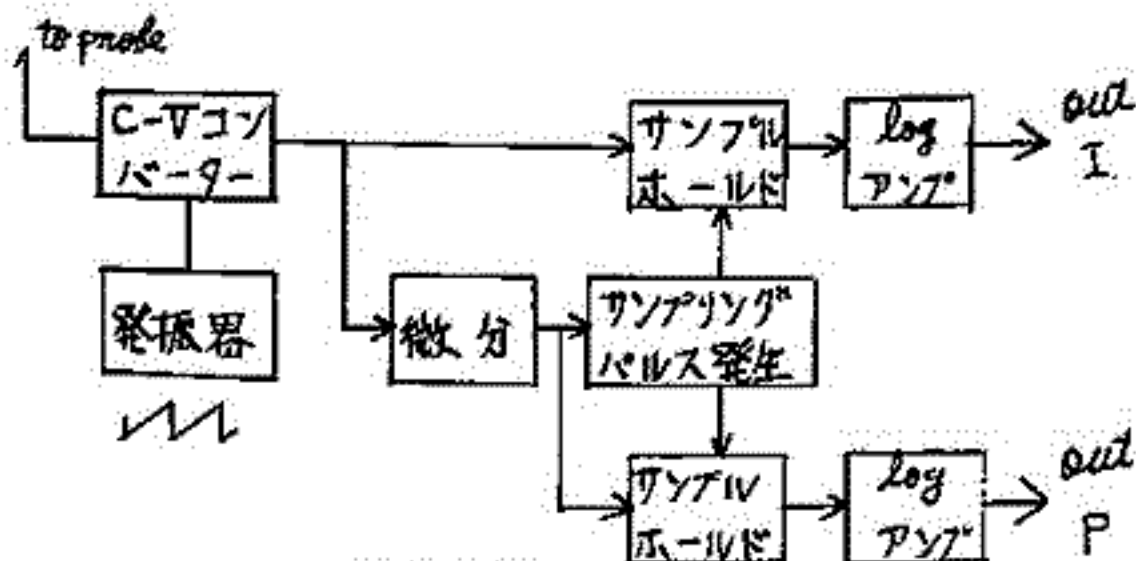 to probe
C-Vコン
バーター
サンプル
ホールド
log
アンプ
out
I
発振器
微分
サンプリング
パルス発生
サンプル
ホールド
log
アンプ
out
P